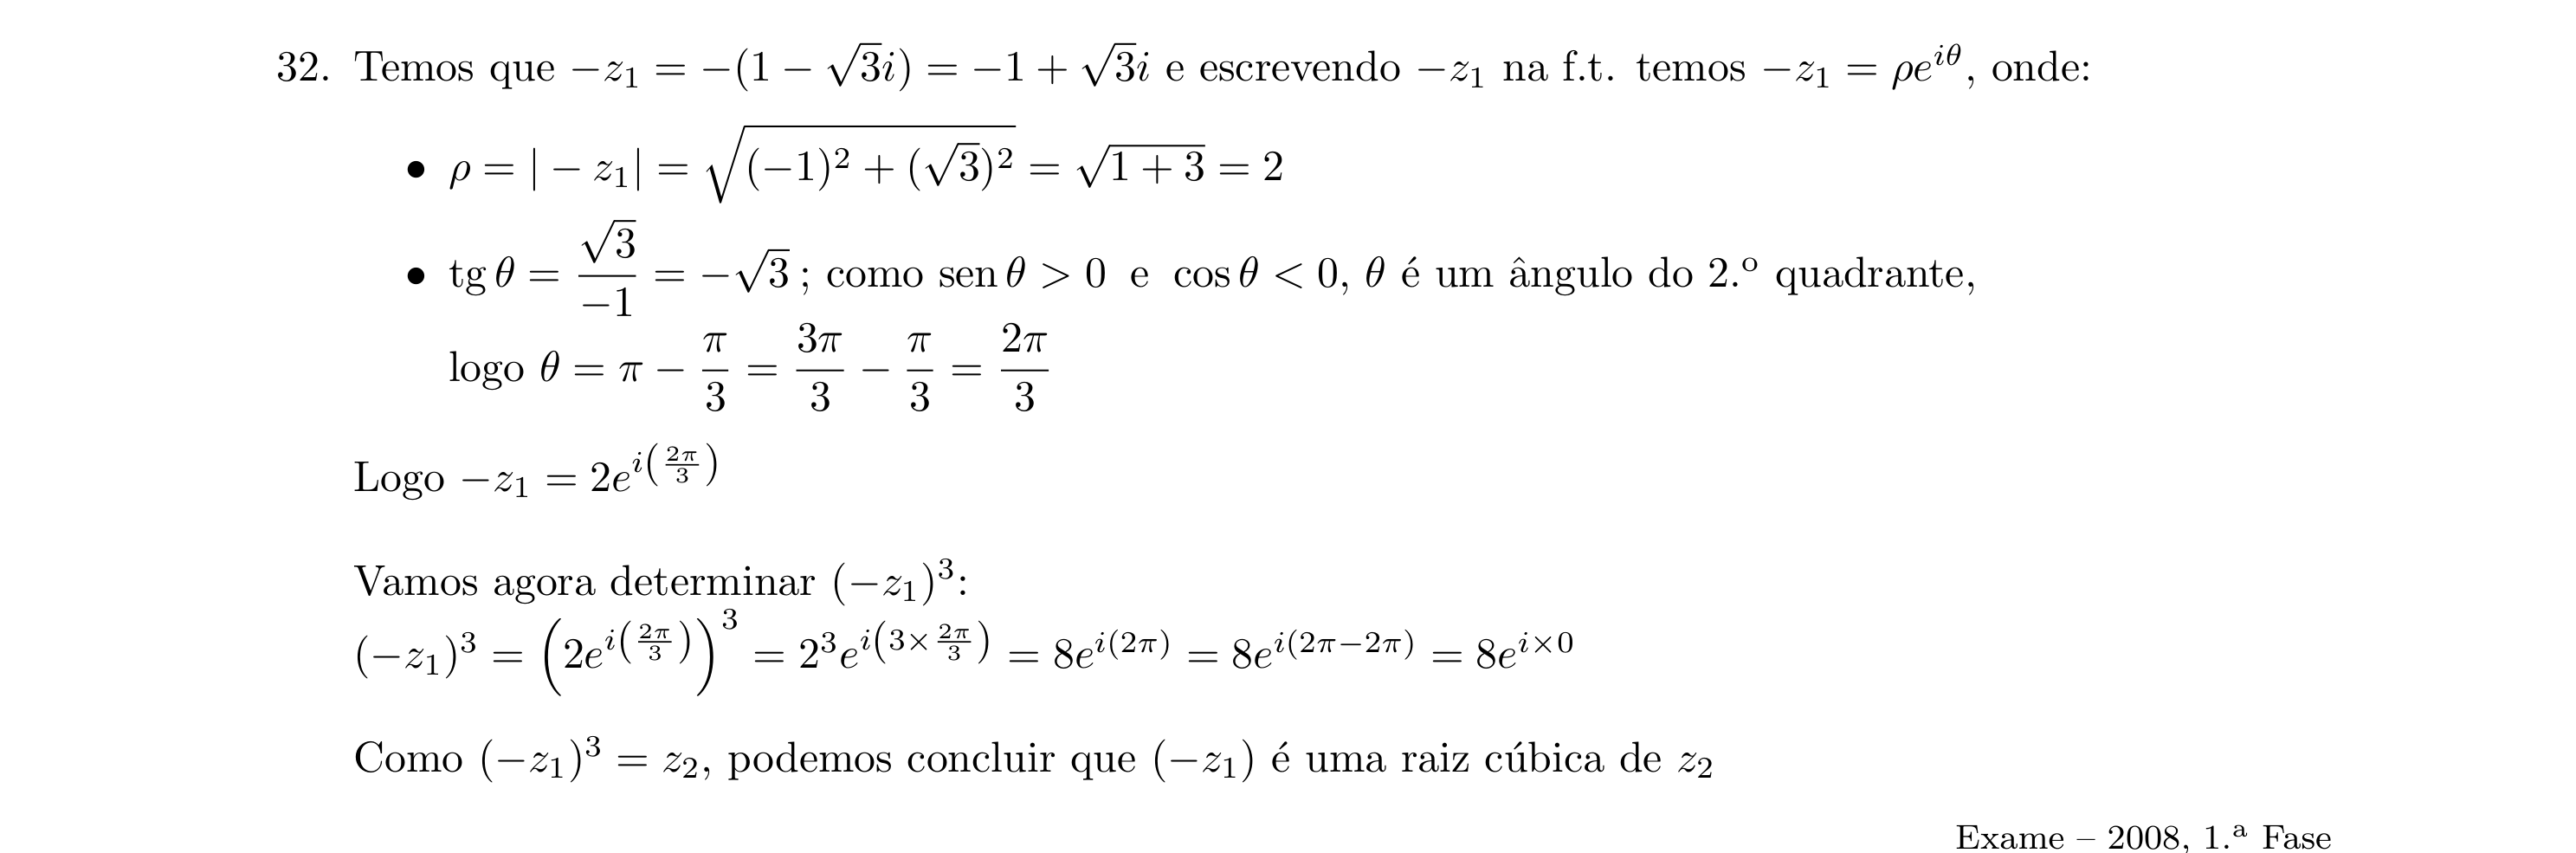 32. Temos que −z₁ = −(1 − √3i) = −1 + √3i e escrevendo −z₁ na f.t. temos −z₁ = ρe^{iθ}, onde:
• ρ = | − z₁| = √((−1)² + (√3)²) = √(1 + 3) = 2
• tg θ = √3/−1 = −√3 ; como sen θ > 0 e cos θ < 0, θ é um ângulo do 2.º quadrante,
logo θ = π − π/3 = 3π/3 − π/3 = 2π/3
Logo −z₁ = 2e^{i(2π/3)}
Vamos agora determinar (−z₁)³:
(−z₁)³ = (2e^{i(2π/3)})³ = 2³e^{i(3×2π/3)} = 8e^{i(2π)} = 8e^{i(2π−2π)} = 8e^{i×0}
Como (−z₁)³ = z₂, podemos concluir que (−z₁) é uma raiz cúbica de z₂
Exame – 2008, 1.ª Fase